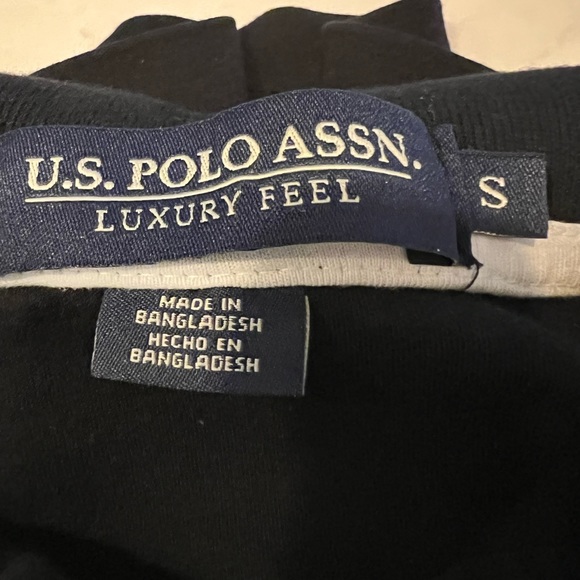 U.S. POLO ASSN.
LUXURY FEEL
S
MADE IN
BANGLADESH
HECHO EN
BANGLADESH